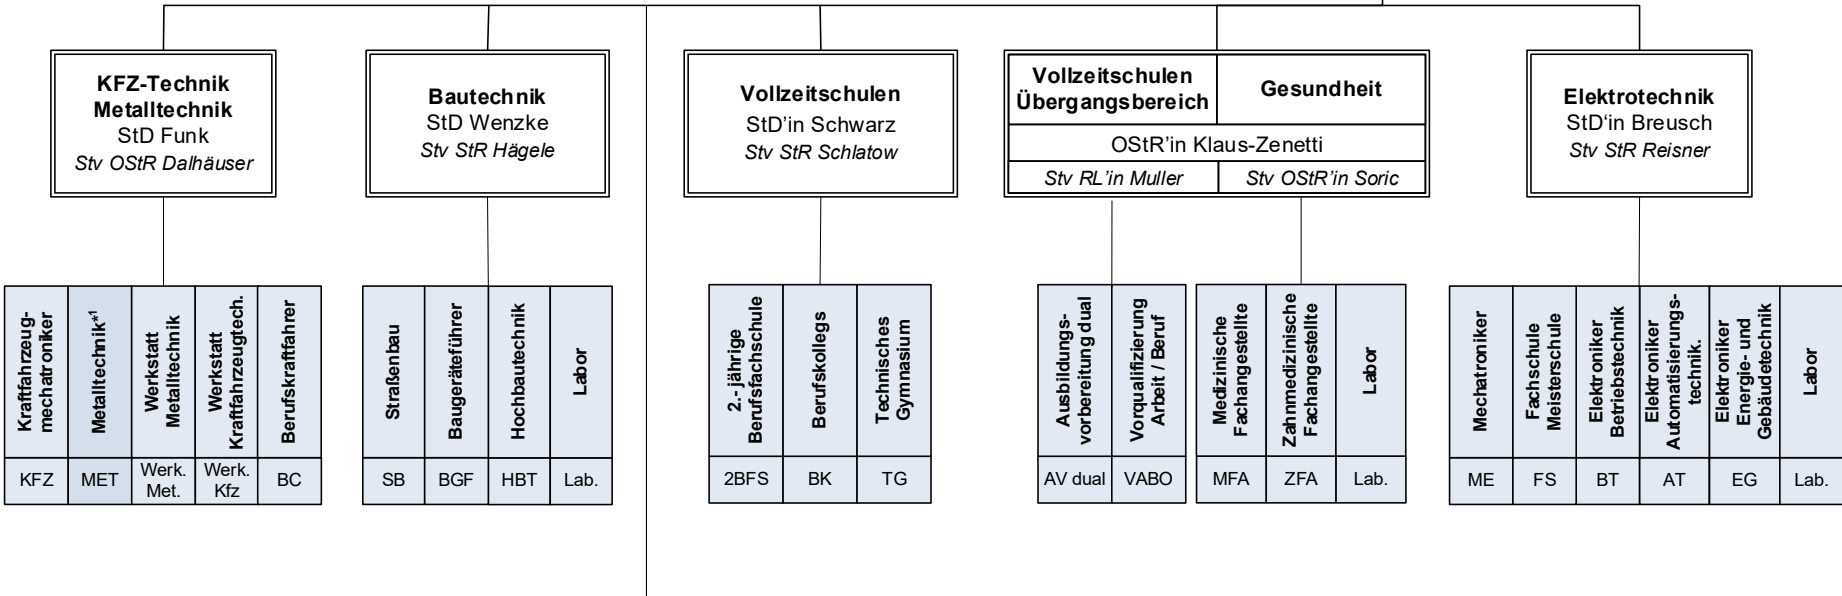 KFZ-Technik
Metalltechnik
StD Funk
Stv OStR Dalhäuser
Bautechnik
StD Wenzke
Stv StR Hägele
Vollzeitschulen
StD’in Schwarz
Stv StR Schlatow
Vollzeitschulen
Übergangsbereich
Gesundheit
OStR’in Klaus-Zenetti
Stv RL’in Muller
Stv OStR’in Soric
Elektrotechnik
StD‘in Breusch
Stv StR Reisner
Kraftfahrzeug-
mechatroniker
Metalltechnik*¹
Werkstatt
Metalltechnik
Werkstatt
Kraftfahrzeugtech.
Berufskraftfahrer
KFZ
MET
Werk.
Met.
Werk.
Kfz
BC
Straßenbau
Baugeräteführer
Hochbautechnik
Labor
SB
BGF
HBT
Lab.
2.- jährige
Berufsfachschule
Berufskollegs
Technisches
Gymnasium
2BFS
BK
TG
Ausbildungs-
vorbereitung dual
Vorqualifizierung
Arbeit / Beruf
AV dual
VABO
Medizinische
Fachangestellte
Zahnmedizinische
Fachangestellte
Labor
MFA
ZFA
Lab.
Mechatroniker
Fachschule
Meisterschule
Elektroniker
Betriebstechnik
Elektroniker
Automatisierungs-
technik.
Elektroniker
Energie- und
Gebäudetechnik
Labor
ME
FS
BT
AT
EG
Lab.